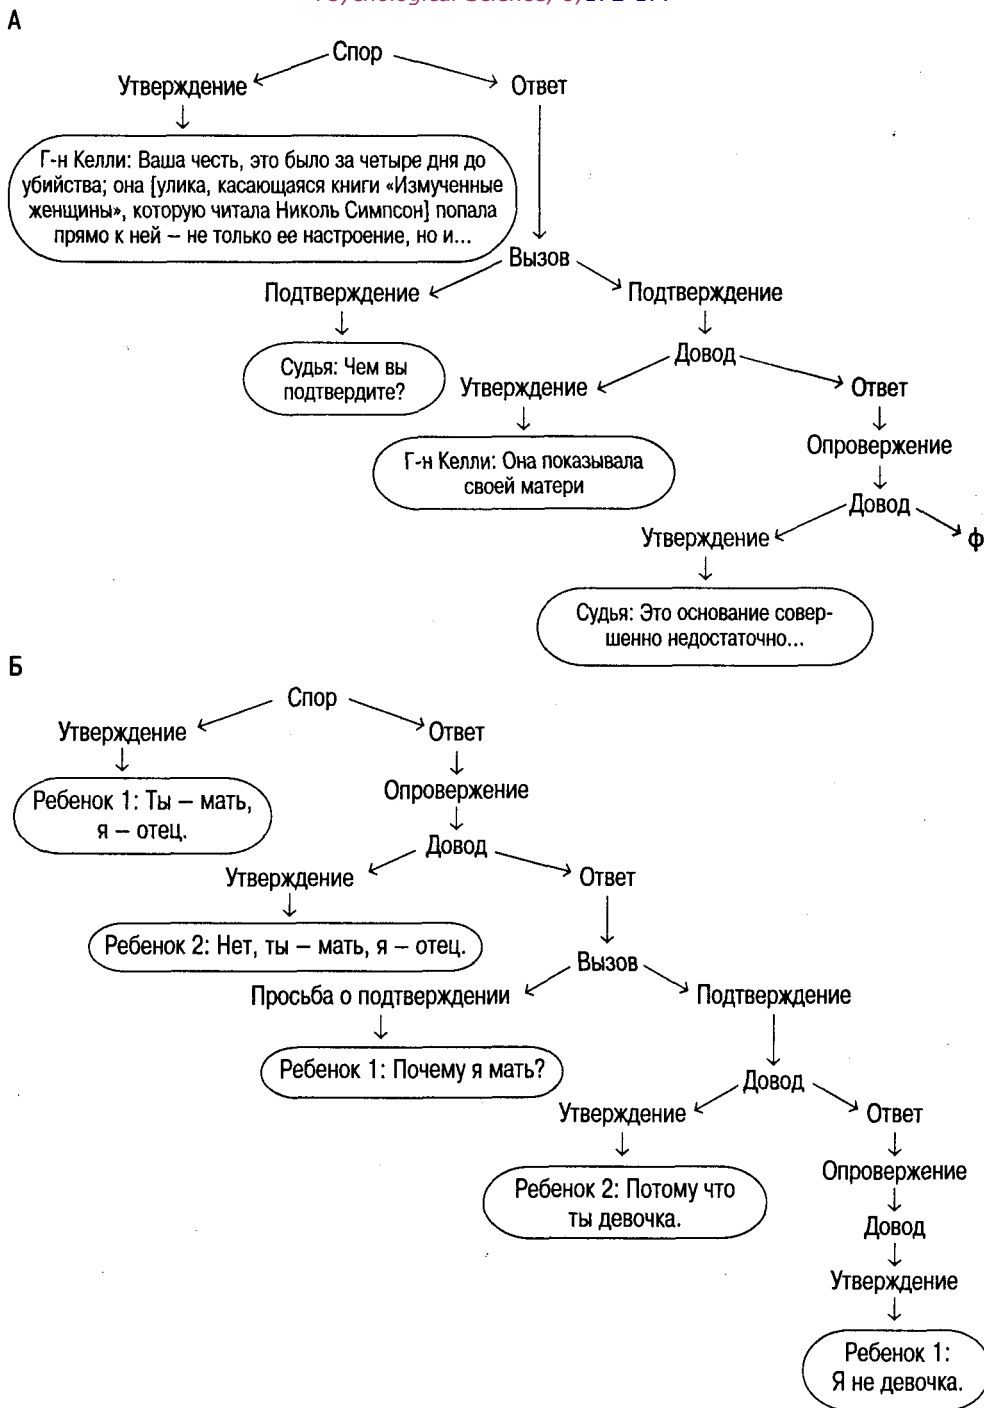 А
Спор
Утверждение
Ответ
Г-н Келли: Ваша честь, это было за четыре дня до
убийства; она [улика, касающаяся книги «Измученные
женщины», которую читала Николь Симпсон] попала
прямо к ней – не только ее настроение, но и...
Вызов
Подтверждение
Подтверждение
Судья: Чем вы
подтвердите?
Довод
Утверждение
Ответ
Г-н Келли: Она показывала
своей матери
Опровержение
Довод
Утверждение
ф
Судья: Это основание совер-
шенно недостаточно...
Б
Спор
Утверждение
Ответ
Ребенок 1: Ты – мать,
я – отец.
Опровержение
Довод
Утверждение
Ответ
Ребенок 2: Нет, ты – мать, я – отец.
Вызов
Просьба о подтверждении
Подтверждение
Ребенок 1: Почему я мать?
Довод
Утверждение
Ответ
Ребенок 2: Потому что
ты девочка.
Опровержение
Довод
Утверждение
Ребенок 1:
Я не девочка.